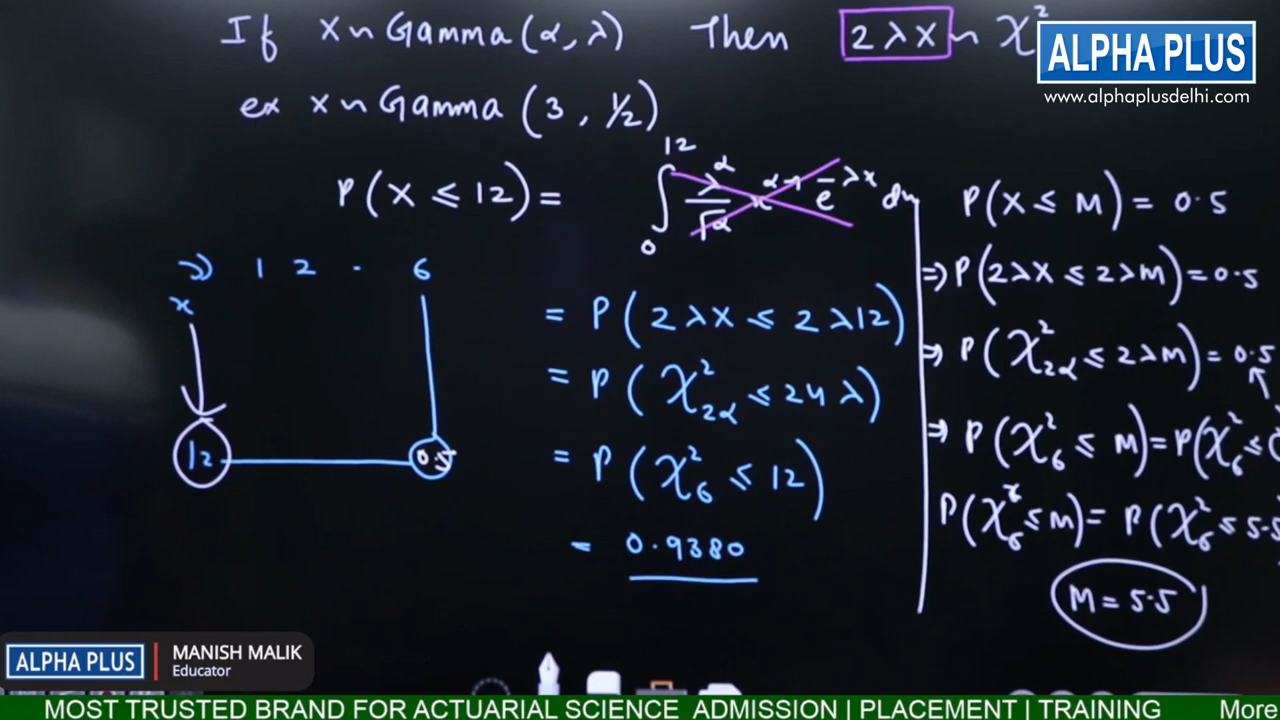 If X ~ Gamma(α, λ) Then 2λX ~ χ²
ALPHA PLUS
www.alphaplusdelhi.com
ex X ~ Gamma (3, 1/2)
P(X ≤ 12) = ∫₀¹² λ^α/Γα x^(α-1) e^(-λx) dx
ν 1 2 · 6
x
12
0.5
= P(2λX ≤ 2λ12)
= P(χ²₂α ≤ 24λ)
= P(χ²₆ ≤ 12)
= 0.9380
P(X ≤ M) = 0.5
⇒ P(2λX ≤ 2λM) = 0.5
⇒ P(χ²₂α ≤ 2λM) = 0.5
⇒ P(χ²₆ ≤ M) = P(χ²₆ ≤
P(χ²₆ ≤ M) = P(χ²₆ ≤ 5.5
M = 5.5
ALPHA PLUS
MANISH MALIK
Educator
MOST TRUSTED BRAND FOR ACTUARIAL SCIENCE ADMISSION | PLACEMENT | TRAINING More